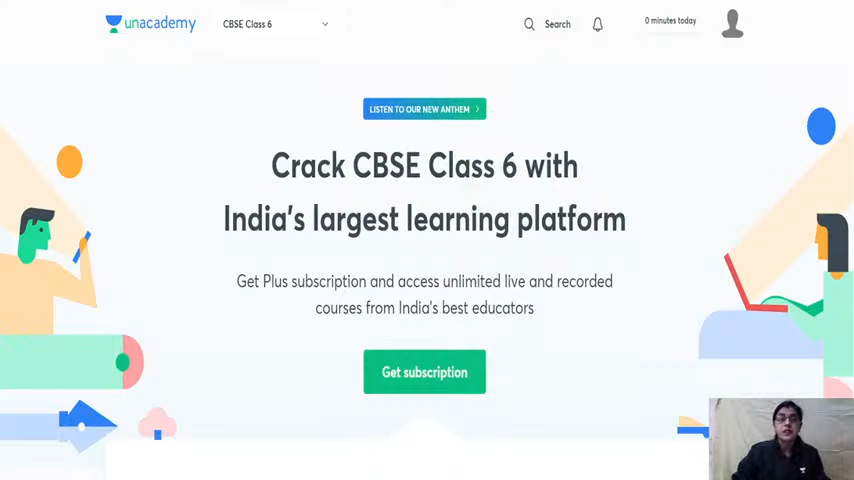 unacademy
CBSE Class 6
Search
0 minutes today
LISTEN TO OUR NEW ANTHEM
Crack CBSE Class 6 with
India's largest learning platform
Get Plus subscription and access unlimited live and recorded
courses from India's best educators
Get subscription